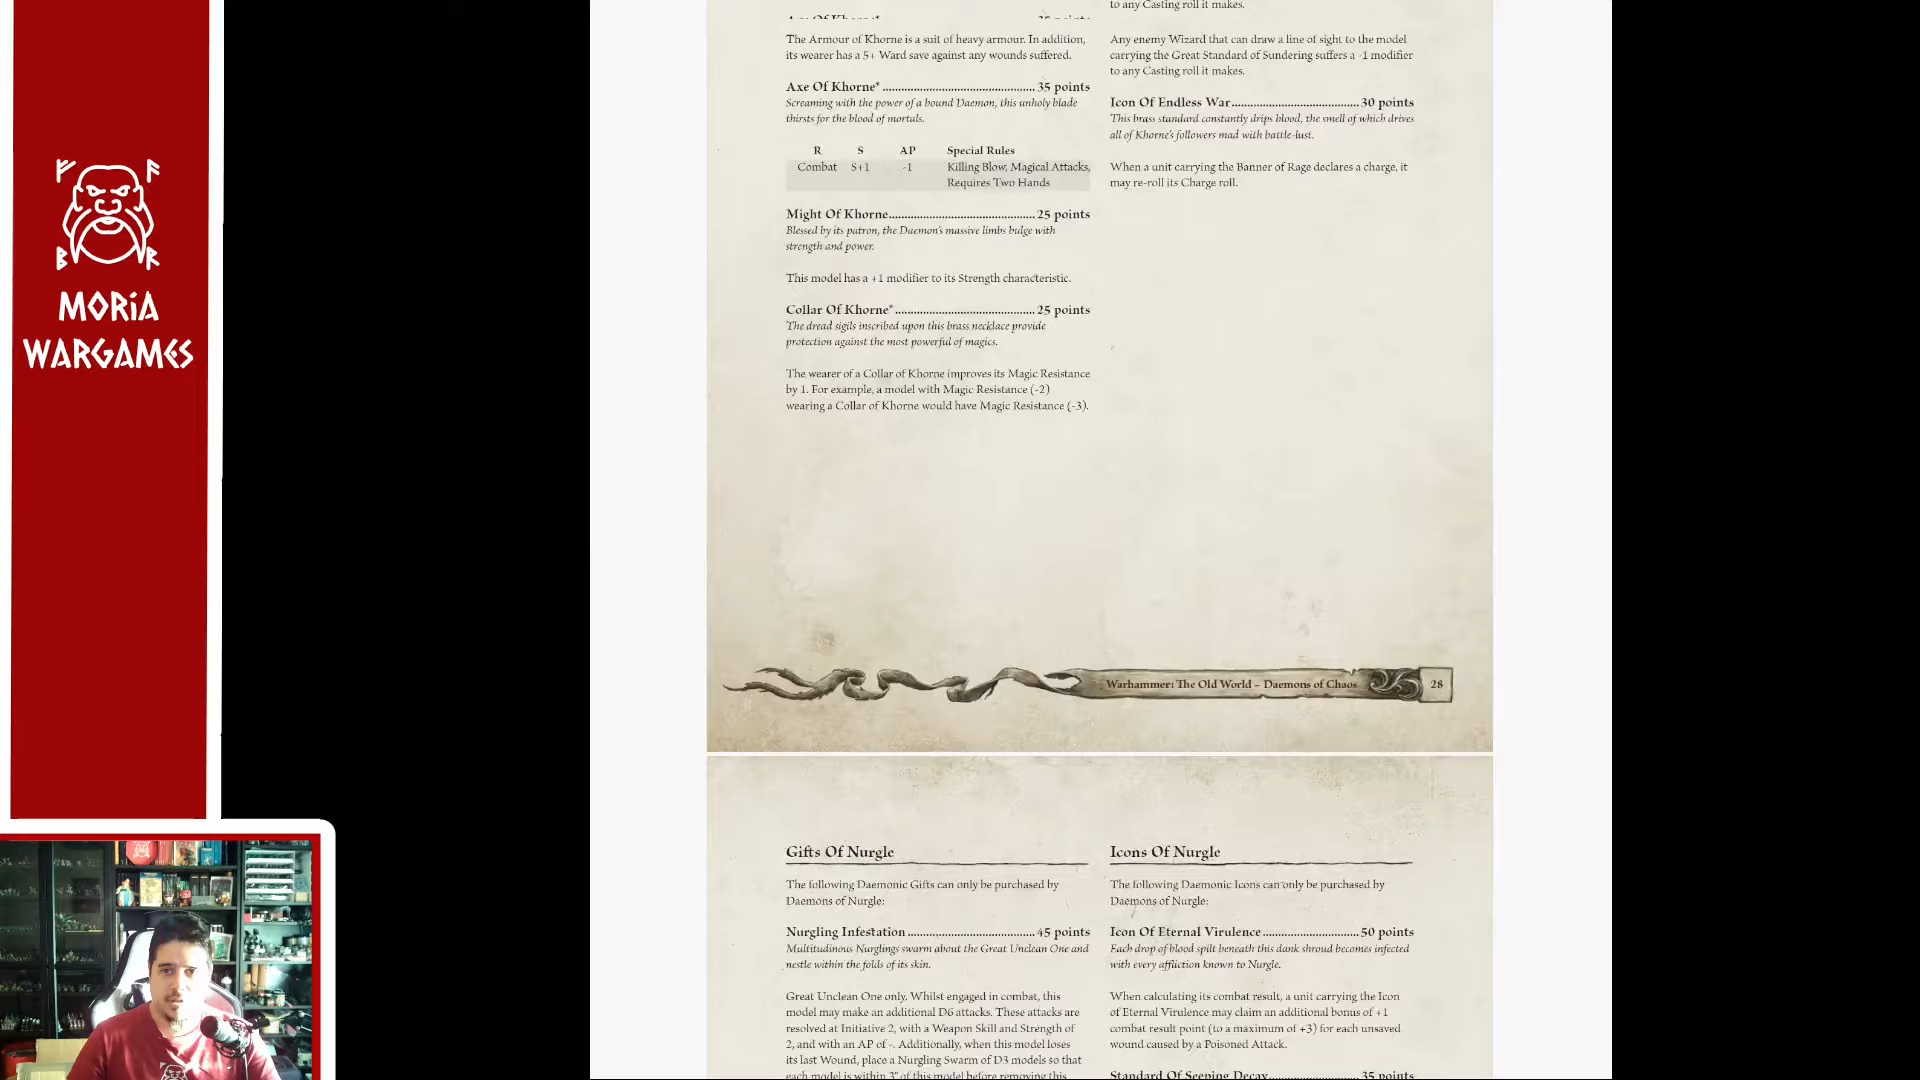 MORiA
WARGAMES
The Armour of Khorne is a suit of heavy armour. In addition,
its wearer has a 5+ Ward save against any wounds suffered.
Axe Of Khorne* ............ 35 points
Screaming with the power of a bound Daemon, this unholy blade
thirsts for the blood of mortals.
R S AP Special Rules
Combat S+1 -1 Killing Blow, Magical Attacks,
Requires Two Hands
Might Of Khorne............ 25 points
Blessed by its patron, the Daemon's massive limbs bulge with
strength and power.
This model has a +1 modifier to its Strength characteristic.
Collar Of Khorne*............ 25 points
The dread sigils inscribed upon this brass necklace provide
protection against the most powerful of magics.
The wearer of a Collar of Khorne improves its Magic Resistance
by 1. For example, a model with Magic Resistance (-2)
wearing a Collar of Khorne would have Magic Resistance (-3).
to any Casting roll it makes.
Any enemy Wizard that can draw a line of sight to the model
carrying the Great Standard of Sundering suffers a -1 modifier
to any Casting roll it makes.
Icon Of Endless War............ 30 points
This brass standard constantly drips blood, the smell of which drives
all of Khorne's followers mad with battle-lust.
When a unit carrying the Banner of Rage declares a charge, it
may re-roll its Charge roll.
Warhammer: The Old World – Daemons of Chaos 28
Gifts Of Nurgle
The following Daemonic Gifts can only be purchased by
Daemons of Nurgle:
Nurgling Infestation ............ 45 points
Multitudinous Nurglings swarm about the Great Unclean One and
nestle within the folds of its skin.
Great Unclean One only. Whilst engaged in combat, this
model may make an additional D6 attacks. These attacks are
resolved at Initiative 2, with a Weapon Skill and Strength of
2, and with an AP of -. Additionally, when this model loses
its last Wound, place a Nurgling Swarm of D3 models so that
each model is within 3" of this model before removing this
Icons Of Nurgle
The following Daemonic Icons can only be purchased by
Daemons of Nurgle:
Icon Of Eternal Virulence............ 50 points
Each drop of blood spilt beneath this dank shroud becomes infected
with every affliction known to Nurgle.
When calculating its combat result, a unit carrying the Icon
of Eternal Virulence may claim an additional bonus of +1
combat result point (to a maximum of +3) for each unsaved
wound caused by a Poisoned Attack.
Standard Of Seeping Decay............ 35 points